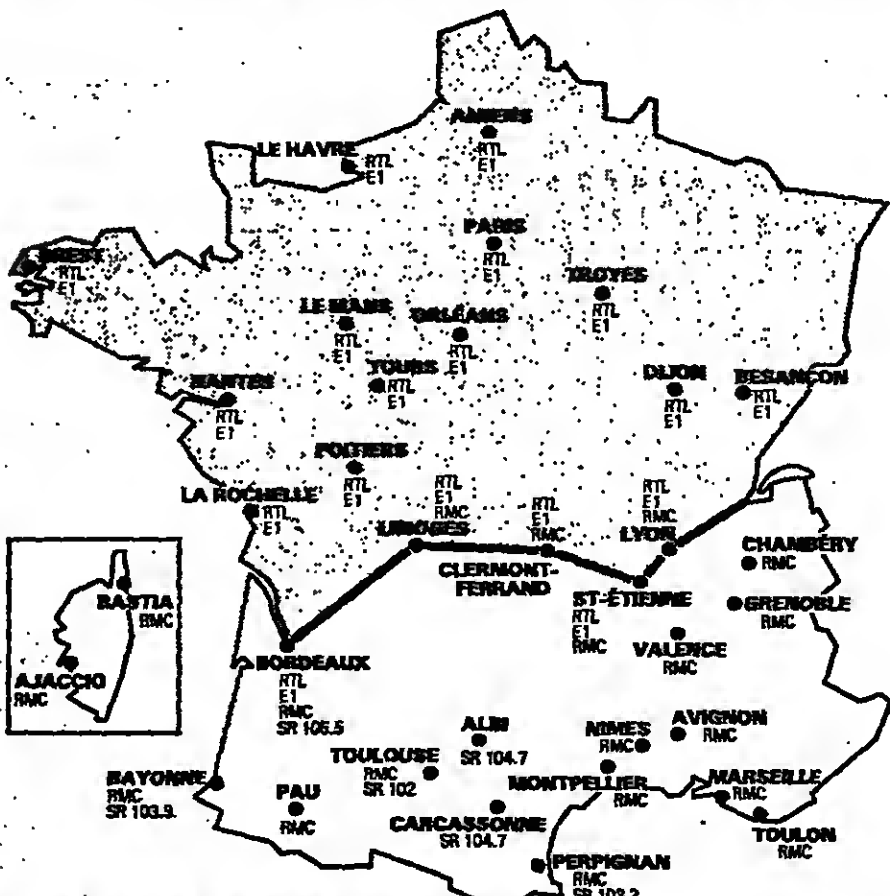 AMIENS
RTL
E1
LE HAVRE
RTL
E1
PARIS
RTL
E1
BREST
RTL
E1
TROYES
RTL
E1
LE MANS
RTL
E1
ORLÉANS
RTL
E1
TOURS
RTL
E1
NANTES
RTL
E1
DIJON
RTL
E1
BESANÇON
RTL
E1
POITIERS
RTL
E1
LA ROCHELLE
RTL
E1
RTL
E1
RMC
LIMOGES
RTL
E1
RMC
CLERMONT-
FERRAND
RTL
E1
RMC
LYON
CHAMBÉRY
RMC
ST-ÉTIENNE
RTL
E1
RMC
GRENOBLE
RMC
VALENCE
RMC
BASTIA
RMC
AJACCIO
RMC
BORDEAUX
RTL
E1
RMC
SR 105.5
ALBI
SR 104.7
NIMES
RMC
AVIGNON
RMC
TOULOUSE
RMC
SR 102
MONTPELLIER
RMC
MARSEILLE
RMC
BAYONNE
RMC
SR 103.9.
PAU
RMC
CARCASSONNE
SR 104.7
TOULON
RMC
PERPIGNAN
RMC
SR 103.2